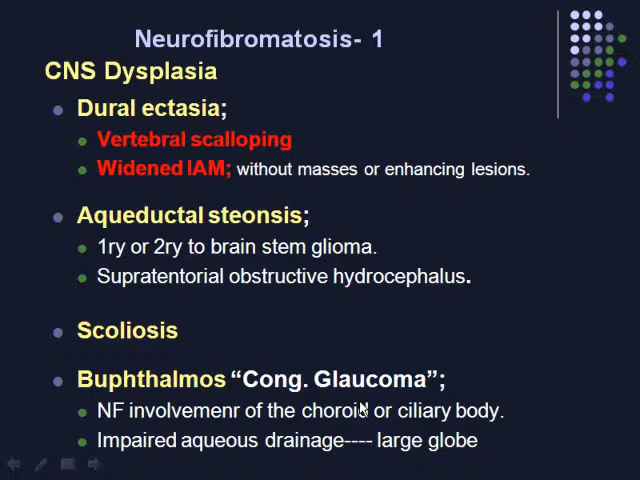 Neurofibromatosis- 1
CNS Dysplasia
Dural ectasia;
Vertebral scalloping
Widened IAM; without masses or enhancing lesions.
Aqueductal steonsis;
1ry or 2ry to brain stem glioma.
Supratentorial obstructive hydrocephalus.
Scoliosis
Buphthalmos “Cong. Glaucoma”;
NF involvemenr of the choroid or ciliary body.
Impaired aqueous drainage---- large globe